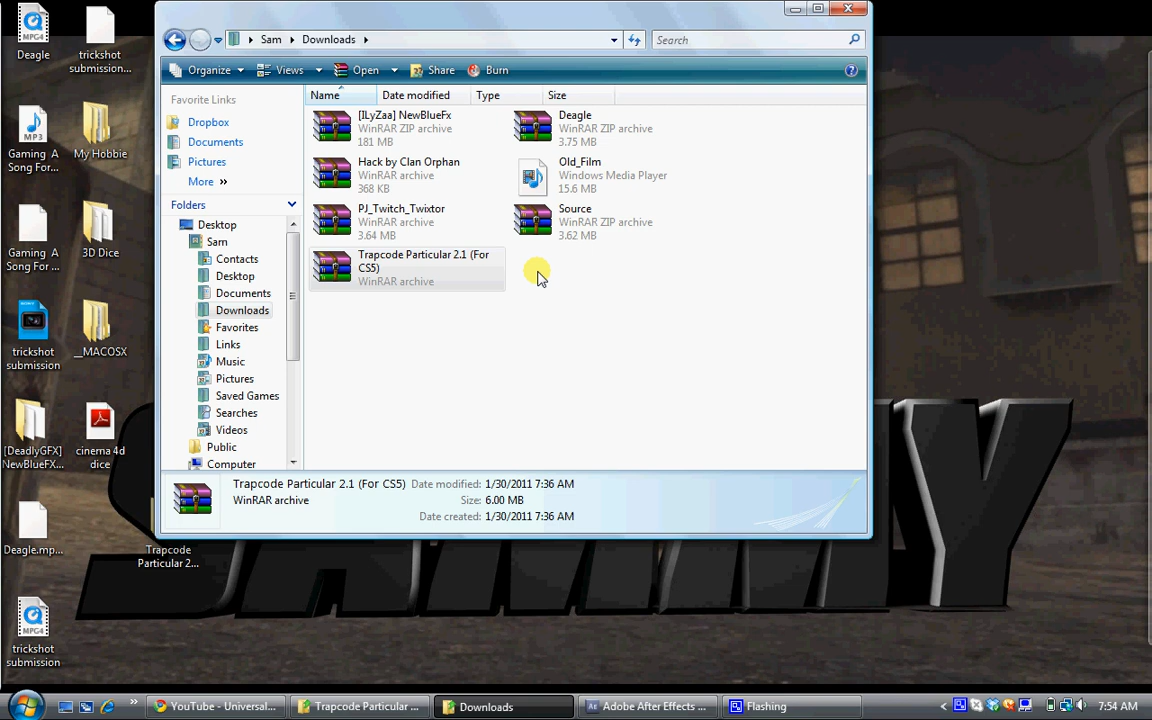 Deagle
trickshot
submission...
Gaming A
Song For...
My Hobbie
Gaming A
Song For ...
3D Dice
trickshot
submission
__MACOSX
[DeadlyGFX]
NewBlueFX...
cinema 4d
dice
Deagle.mp...
Trapcode
Particular 2...
trickshot
submission
Sam
Downloads
Search
Organize
Views
Open
Share
Burn
Favorite Links
Dropbox
Documents
Pictures
More »
Folders
Desktop
Sam
Contacts
Desktop
Documents
Downloads
Favorites
Links
Music
Pictures
Saved Games
Searches
Videos
Public
Computer
Name
Date modified
Type
Size
[ILyZaa] NewBlueFx
WinRAR ZIP archive
181 MB
Deagle
WinRAR ZIP archive
3.75 MB
Hack by Clan Orphan
WinRAR archive
368 KB
Old_Film
Windows Media Player
15.6 MB
PJ_Twitch_Twixtor
WinRAR archive
3.64 MB
Source
WinRAR ZIP archive
3.62 MB
Trapcode Particular 2.1 (For
CS5)
WinRAR archive
Trapcode Particular 2.1 (For CS5) Date modified: 1/30/2011 7:36 AM
WinRAR archive Size: 6.00 MB
Date created: 1/30/2011 7:36 AM
YouTube - Universal...
Trapcode Particular ...
Downloads
Adobe After Effects ...
Flashing
7:54 AM